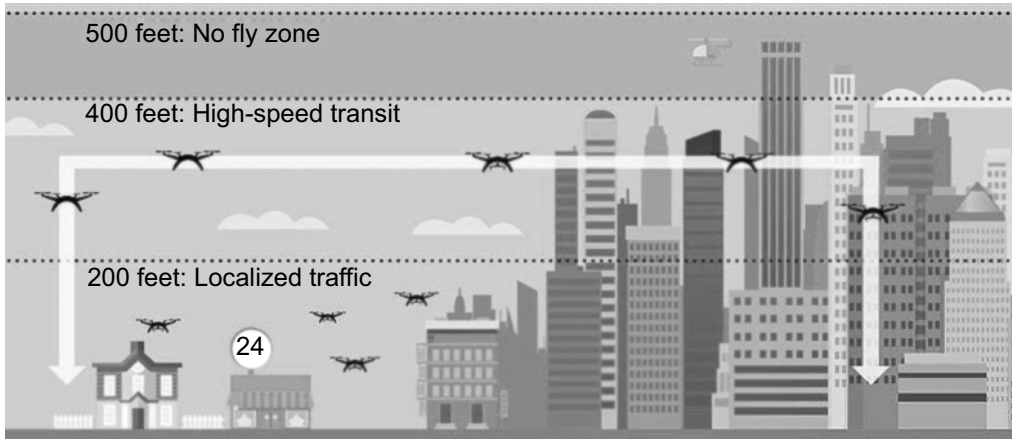 500 feet: No fly zone
400 feet: High-speed transit
200 feet: Localized traffic
24